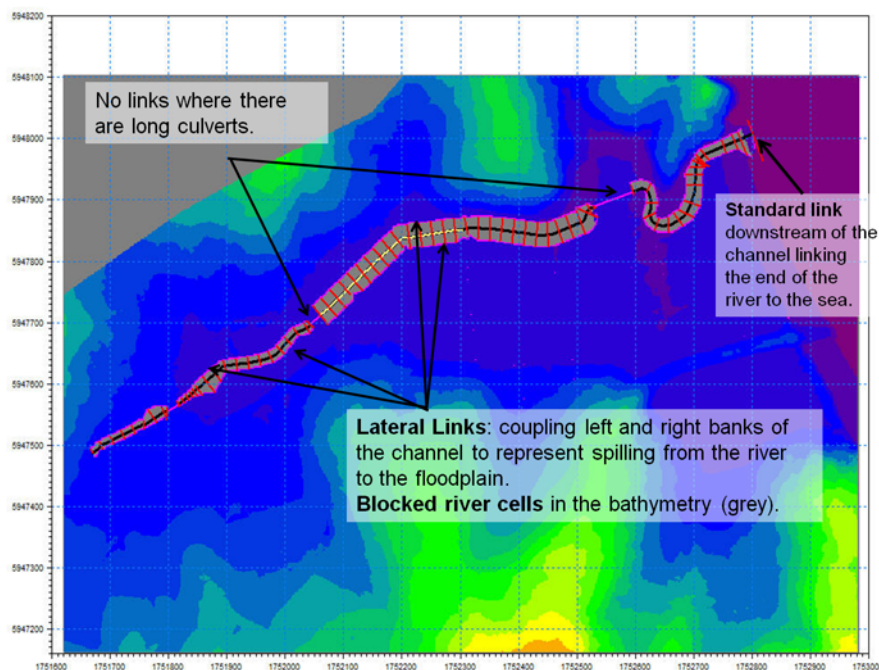 5948200
5948100
No links where there
are long culverts.
5948000
5947900
Standard link
downstream of the
channel linking
the end of the
river to the sea.
5947800
5947700
5947600
Lateral Links: coupling left and right banks of
the channel to represent spilling from the river
to the floodplain.
Blocked river cells in the bathymetry (grey).
5947500
5947400
5947300
5947200
1751600 1751700 1751800 1751900 1752000 1752100 1752200 1752300 1752400 1752500 1752600 1752700 1752800 1752900 175300